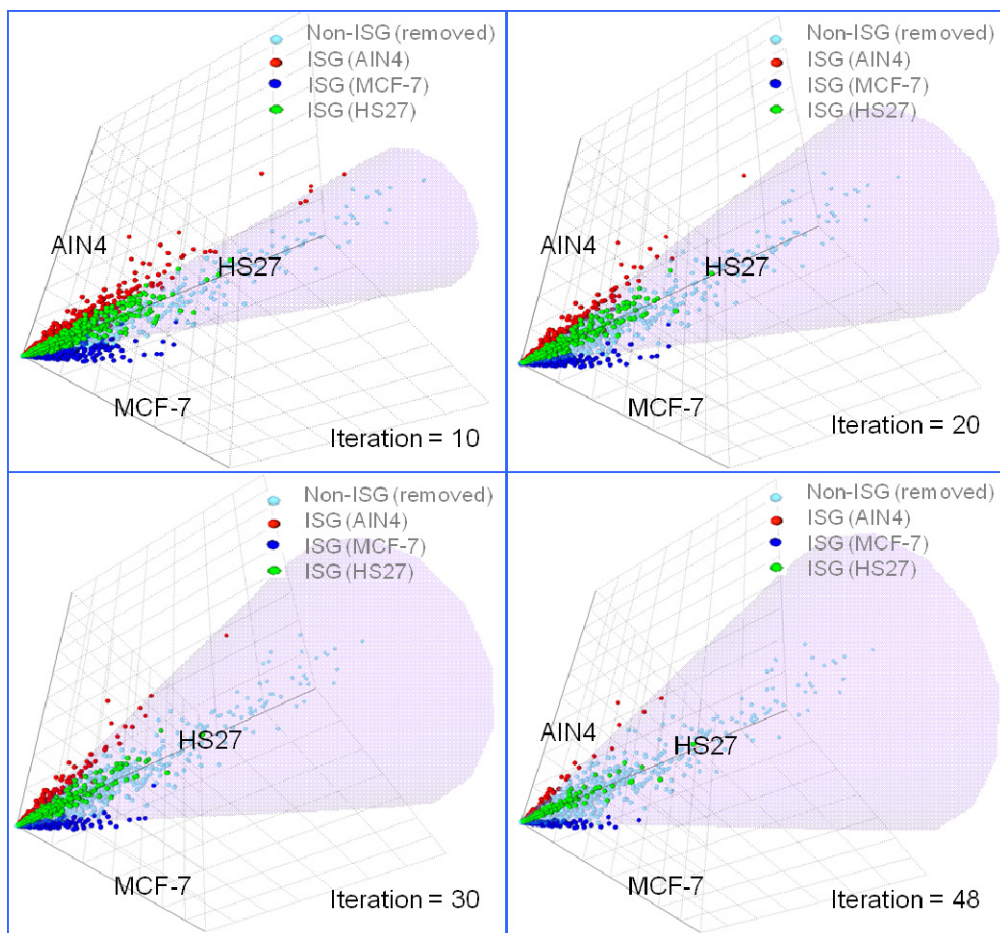 Non-ISG (removed)
ISG (AIN4)
ISG (MCF-7)
ISG (HS27)
AIN4
HS27
MCF-7
Iteration = 10
Non-ISG (removed)
ISG (AIN4)
ISG (MCF-7)
ISG (HS27)
AIN4
HS27
MCF-7
Iteration = 20
Non-ISG (removed)
ISG (AIN4)
ISG (MCF-7)
ISG (HS27)
HS27
MCF-7
Iteration = 30
Non-ISG (removed)
ISG (AIN4)
ISG (MCF-7)
ISG (HS27)
AIN4
HS27
MCF-7
Iteration = 48